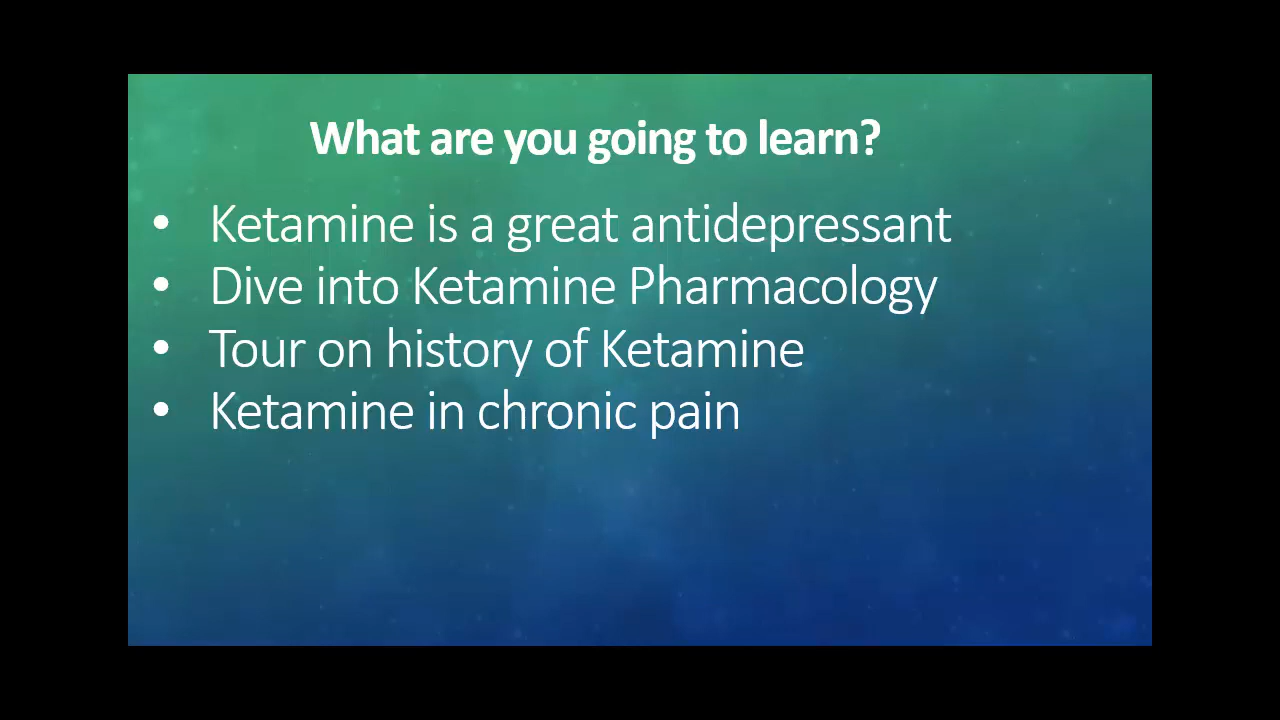 What are you going to learn?
• Ketamine is a great antidepressant
• Dive into Ketamine Pharmacology
• Tour on history of Ketamine
• Ketamine in chronic pain